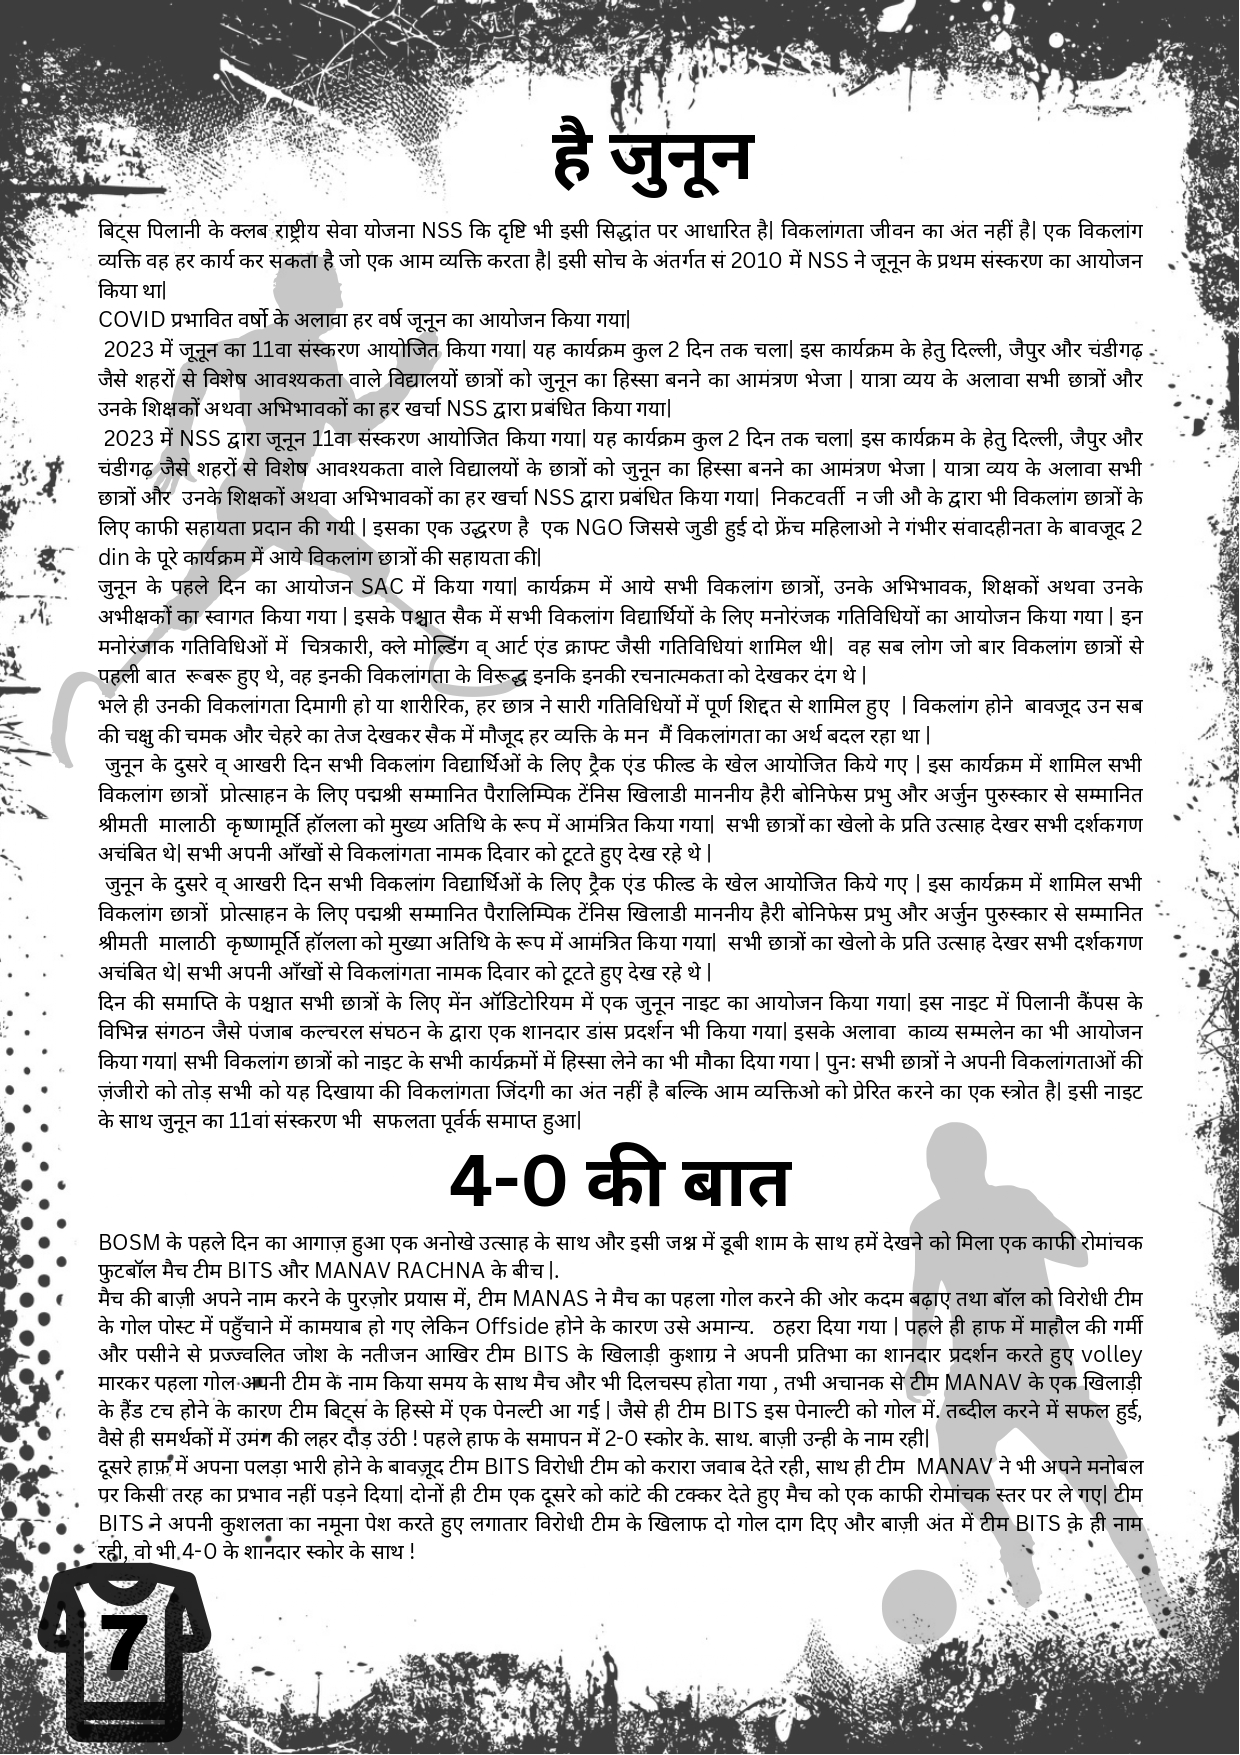 है जुनून
बिट्स पिलानी के क्लब राष्ट्रीय सेवा योजना NSS कि दृष्टि भी इसी सिद्धांत पर आधारित है| विकलांगता जीवन का अंत नहीं है| एक विकलांग
व्यक्ति वह हर कार्य कर सकता है जो एक आम व्यक्ति करता है| इसी सोच के अंतर्गत सं 2010 में NSS ने जूनून के प्रथम संस्करण का आयोजन
किया था|
COVID प्रभावित वर्षो के अलावा हर वर्ष जूनून का आयोजन किया गया|
2023 में जूनून का 11वा संस्करण आयोजित किया गया| यह कार्यक्रम कुल 2 दिन तक चला| इस कार्यक्रम के हेतु दिल्ली, जैपुर और चंडीगढ़
जैसे शहरों से विशेष आवश्यकता वाले विद्यालयों छात्रों को जुनून का हिस्सा बनने का आमंत्रण भेजा | यात्रा व्यय के अलावा सभी छात्रों और
उनके शिक्षकों अथवा अभिभावकों का हर खर्चा NSS द्वारा प्रबंधित किया गया|
2023 में NSS द्वारा जूनून 11वा संस्करण आयोजित किया गया| यह कार्यक्रम कुल 2 दिन तक चला| इस कार्यक्रम के हेतु दिल्ली, जैपुर और
चंडीगढ़ जैसे शहरों से विशेष आवश्यकता वाले विद्यालयों के छात्रों को जुनून का हिस्सा बनने का आमंत्रण भेजा | यात्रा व्यय के अलावा सभी
छात्रों और उनके शिक्षकों अथवा अभिभावकों का हर खर्चा NSS द्वारा प्रबंधित किया गया| निकटवर्ती न जी औ के द्वारा भी विकलांग छात्रों के
लिए काफी सहायता प्रदान की गयी | इसका एक उद्धरण है एक NGO जिससे जुडी हुई दो फ्रेंच महिलाओ ने गंभीर संवादहीनता के बावजूद 2
din के पूरे कार्यक्रम में आये विकलांग छात्रों की सहायता की|
जुनून के पहले दिन का आयोजन SAC में किया गया| कार्यक्रम में आये सभी विकलांग छात्रों, उनके अभिभावक, शिक्षकों अथवा उनके
अभीक्षकों का स्वागत किया गया | इसके पश्चात सैक में सभी विकलांग विद्यार्थियों के लिए मनोरंजक गतिविधियों का आयोजन किया गया | इन
मनोरंजाक गतिविधिओं में चित्रकारी, क्ले मोल्डिंग व् आर्ट एंड क्राफ्ट जैसी गतिविधियां शामिल थी| वह सब लोग जो बार विकलांग छात्रों से
पहली बात रूबरू हुए थे, वह इनकी विकलांगता के विरूद्ध इनकि इनकी रचनात्मकता को देखकर दंग थे |
भले ही उनकी विकलांगता दिमागी हो या शारीरिक, हर छात्र ने सारी गतिविधियों में पूर्ण शिद्दत से शामिल हुए | विकलांग होने बावजूद उन सब
की चक्षु की चमक और चेहरे का तेज देखकर सैक में मौजूद हर व्यक्ति के मन मैं विकलांगता का अर्थ बदल रहा था |
जुनून के दुसरे व् आखरी दिन सभी विकलांग विद्यार्थिओं के लिए ट्रैक एंड फील्ड के खेल आयोजित किये गए | इस कार्यक्रम में शामिल सभी
विकलांग छात्रों प्रोत्साहन के लिए पद्मश्री सम्मानित पैरालिम्पिक टेंनिस खिलाडी माननीय हैरी बोनिफेस प्रभु और अर्जुन पुरुस्कार से सम्मानित
श्रीमती मालाठी कृष्णामूर्ति हॉलला को मुख्य अतिथि के रूप में आमंत्रित किया गया| सभी छात्रों का खेलो के प्रति उत्साह देखर सभी दर्शकगण
अचंबित थे| सभी अपनी आँखों से विकलांगता नामक दिवार को टूटते हुए देख रहे थे |
जुनून के दुसरे व् आखरी दिन सभी विकलांग विद्यार्थिओं के लिए ट्रैक एंड फील्ड के खेल आयोजित किये गए | इस कार्यक्रम में शामिल सभी
विकलांग छात्रों प्रोत्साहन के लिए पद्मश्री सम्मानित पैरालिम्पिक टेंनिस खिलाडी माननीय हैरी बोनिफेस प्रभु और अर्जुन पुरुस्कार से सम्मानित
श्रीमती मालाठी कृष्णामूर्ति हॉलला को मुख्या अतिथि के रूप में आमंत्रित किया गया| सभी छात्रों का खेलो के प्रति उत्साह देखर सभी दर्शकगण
अचंबित थे| सभी अपनी आँखों से विकलांगता नामक दिवार को टूटते हुए देख रहे थे |
दिन की समाप्ति के पश्चात सभी छात्रों के लिए मेंन ऑडिटोरियम में एक जुनून नाइट का आयोजन किया गया| इस नाइट में पिलानी कैंपस के
विभिन्न संगठन जैसे पंजाब कल्चरल संघठन के द्वारा एक शानदार डांस प्रदर्शन भी किया गया| इसके अलावा काव्य सम्मलेन का भी आयोजन
किया गया| सभी विकलांग छात्रों को नाइट के सभी कार्यक्रमों में हिस्सा लेने का भी मौका दिया गया | पुनः सभी छात्रों ने अपनी विकलांगताओं की
ज़ंजीरो को तोड़ सभी को यह दिखाया की विकलांगता जिंदगी का अंत नहीं है बल्कि आम व्यक्तिओ को प्रेरित करने का एक स्त्रोत है| इसी नाइट
के साथ जुनून का 11वां संस्करण भी सफलता पूर्वर्क समाप्त हुआ|
4-0 की बात
BOSM के पहले दिन का आगाज़ हुआ एक अनोखे उत्साह के साथ और इसी जश्न में डूबी शाम के साथ हमें देखने को मिला एक काफी रोमांचक
फुटबॉल मैच टीम BITS और MANAV RACHNA के बीच |.
मैच की बाज़ी अपने नाम करने के पुरज़ोर प्रयास में, टीम MANAS ने मैच का पहला गोल करने की ओर कदम बढ़ाए तथा बॉल को विरोधी टीम
के गोल पोस्ट में पहुँचाने में कामयाब हो गए लेकिन Offside होने के कारण उसे अमान्य. ठहरा दिया गया | पहले ही हाफ में माहौल की गर्मी
और पसीने से प्रज्ज्वलित जोश के नतीजन आखिर टीम BITS के खिलाड़ी कुशाग्र ने अपनी प्रतिभा का शानदार प्रदर्शन करते हुए volley
मारकर पहला गोल अपनी टीम के नाम किया समय के साथ मैच और भी दिलचस्प होता गया , तभी अचानक से टीम MANAV के एक खिलाड़ी
के हैंड टच होने के कारण टीम बिट्स के हिस्से में एक पेनल्टी आ गई | जैसे ही टीम BITS इस पेनाल्टी को गोल में. तब्दील करने में सफल हुई,
वैसे ही समर्थकों में उमंग की लहर दौड़ उठी ! पहले हाफ के समापन में 2-0 स्कोर के. साथ. बाज़ी उन्ही के नाम रही|
दूसरे हाफ़ में अपना पलड़ा भारी होने के बावज़ूद टीम BITS विरोधी टीम को करारा जवाब देते रही, साथ ही टीम MANAV ने भी अपने मनोबल
पर किसी तरह का प्रभाव नहीं पड़ने दिया| दोनों ही टीम एक दूसरे को कांटे की टक्कर देते हुए मैच को एक काफी रोमांचक स्तर पर ले गए| टीम
BITS ने अपनी कुशलता का नमूना पेश करते हुए लगातार विरोधी टीम के खिलाफ दो गोल दाग दिए और बाज़ी अंत में टीम BITS के ही नाम
रही, वो भी 4-0 के शानदार स्कोर के साथ !
7